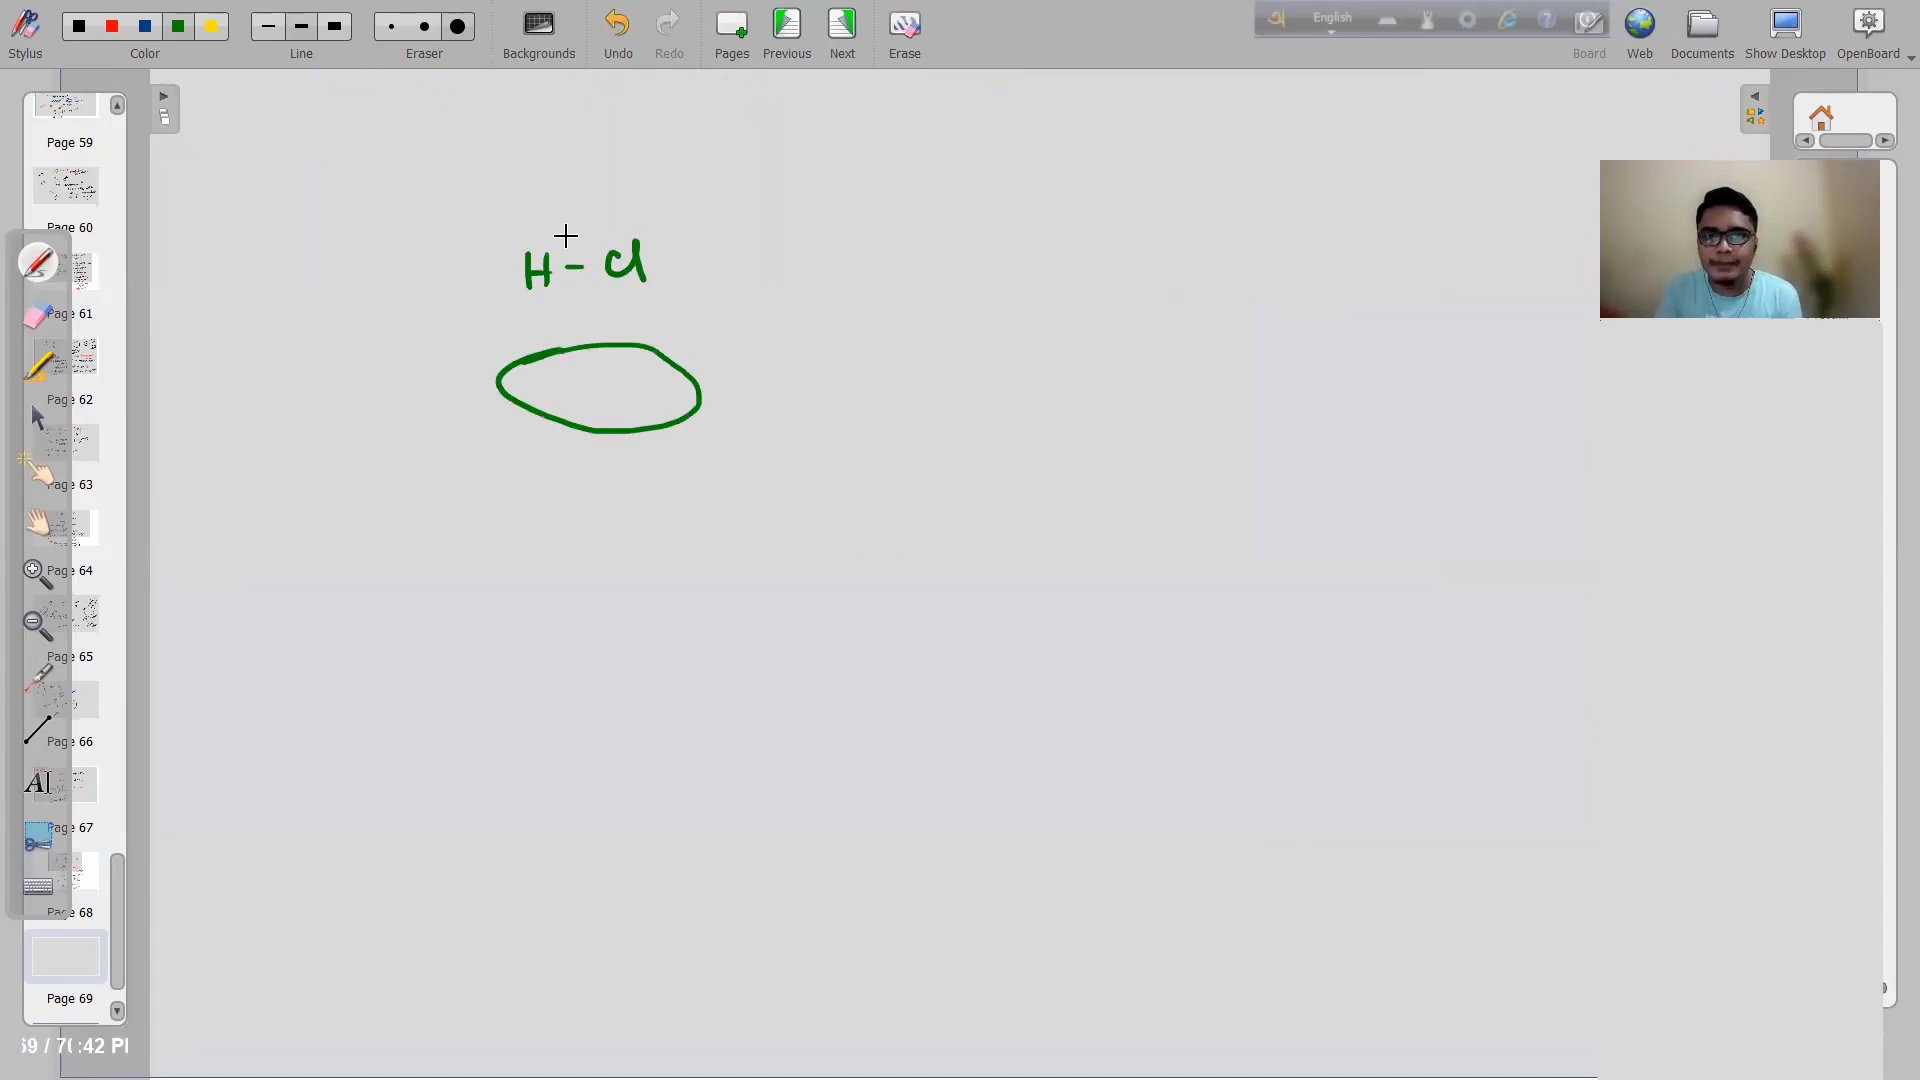 Stylus
Color
Line
Eraser
Backgrounds
Undo
Redo
Pages
Previous
Next
Erase
English
Board
Web
Documents
Show Desktop
OpenBoard
Page 59
Page 60
Page 61
Page 62
Page 63
Page 64
Page 65
Page 66
Page 67
Page 68
Page 69
H - Cl